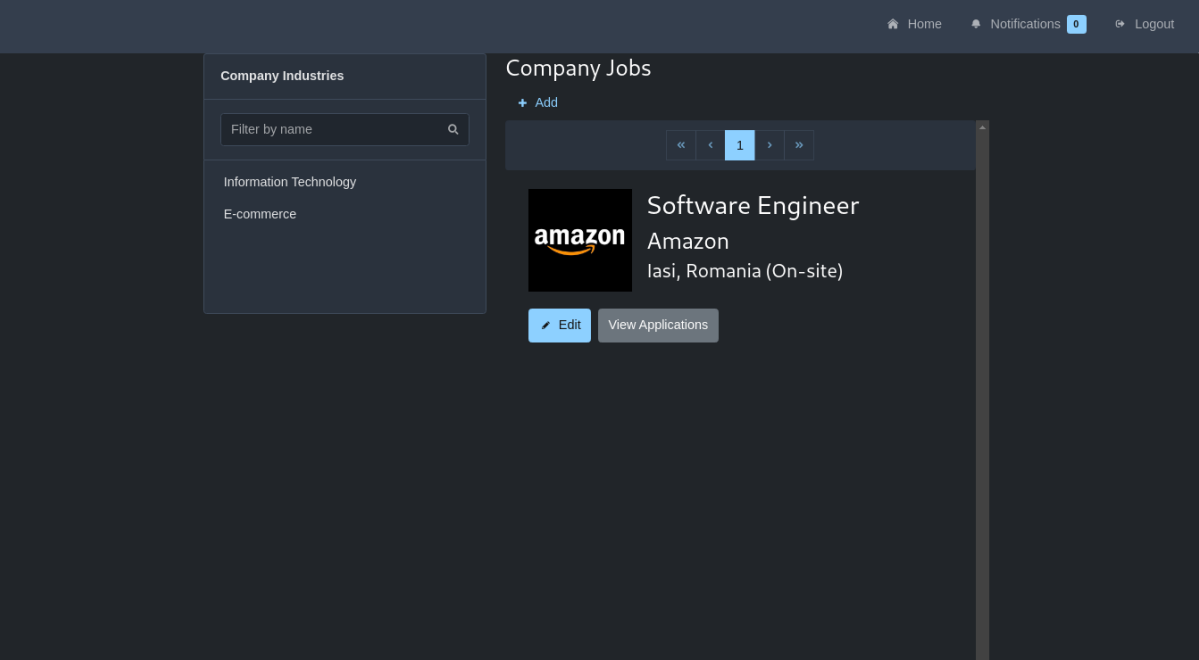 Home
Notifications 0
Logout
Company Industries
Filter by name
Information Technology
E-commerce
Company Jobs
Add
« ‹ 1 › »
amazon
Software Engineer
Amazon
Iasi, Romania (On-site)
Edit
View Applications